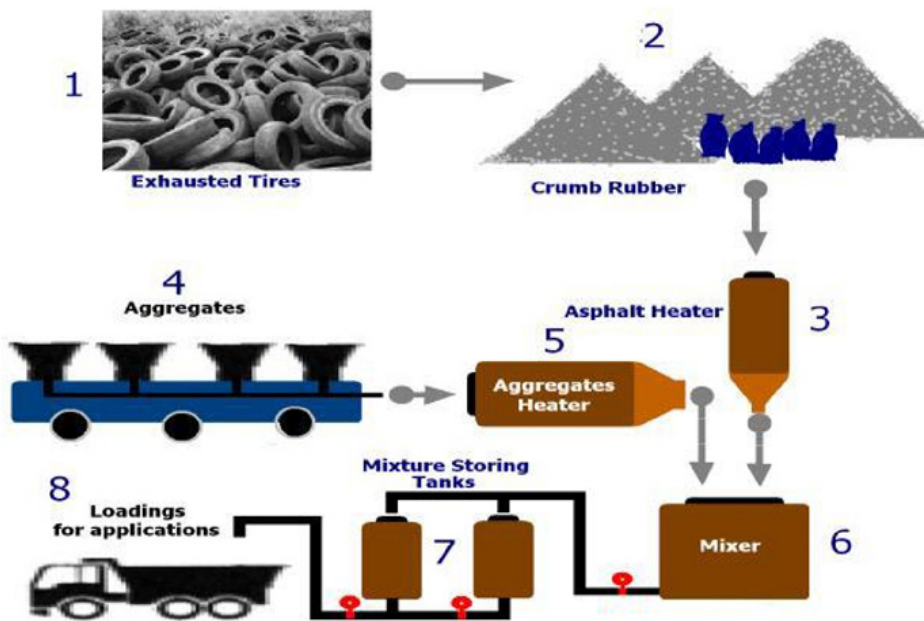 1
Exhausted Tires
2
Crumb Rubber
3
Asphalt Heater
4
Aggregates
5
Aggregates
Heater
6
Mixer
7
Mixture Storing
Tanks
8
Loadings
for applications